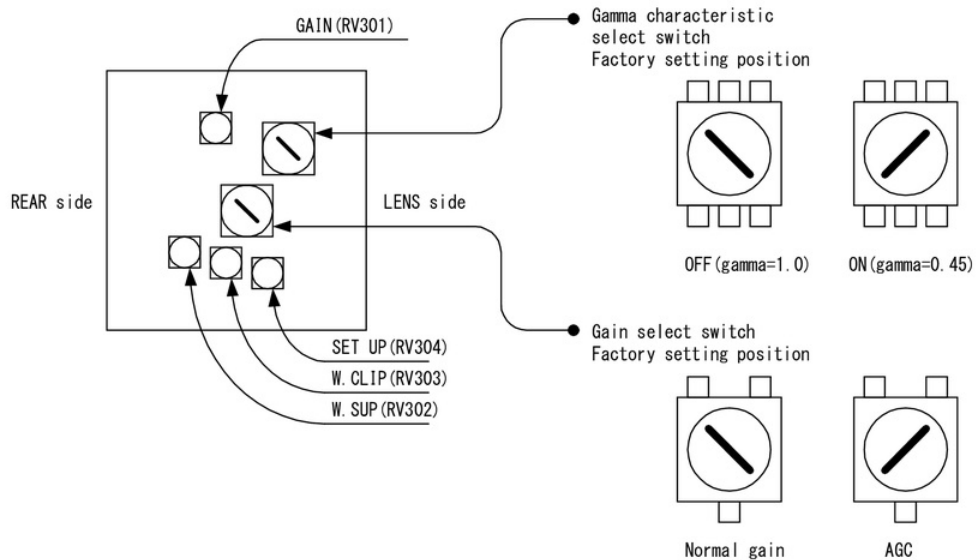 GAIN(RV301)
Gamma characteristic
select switch
Factory setting position
REAR side
LENS side
OFF(gamma=1.0)
ON(gamma=0.45)
SET UP(RV304)
W.CLIP(RV303)
W.SUP(RV302)
Gain select switch
Factory setting position
Normal gain
AGC